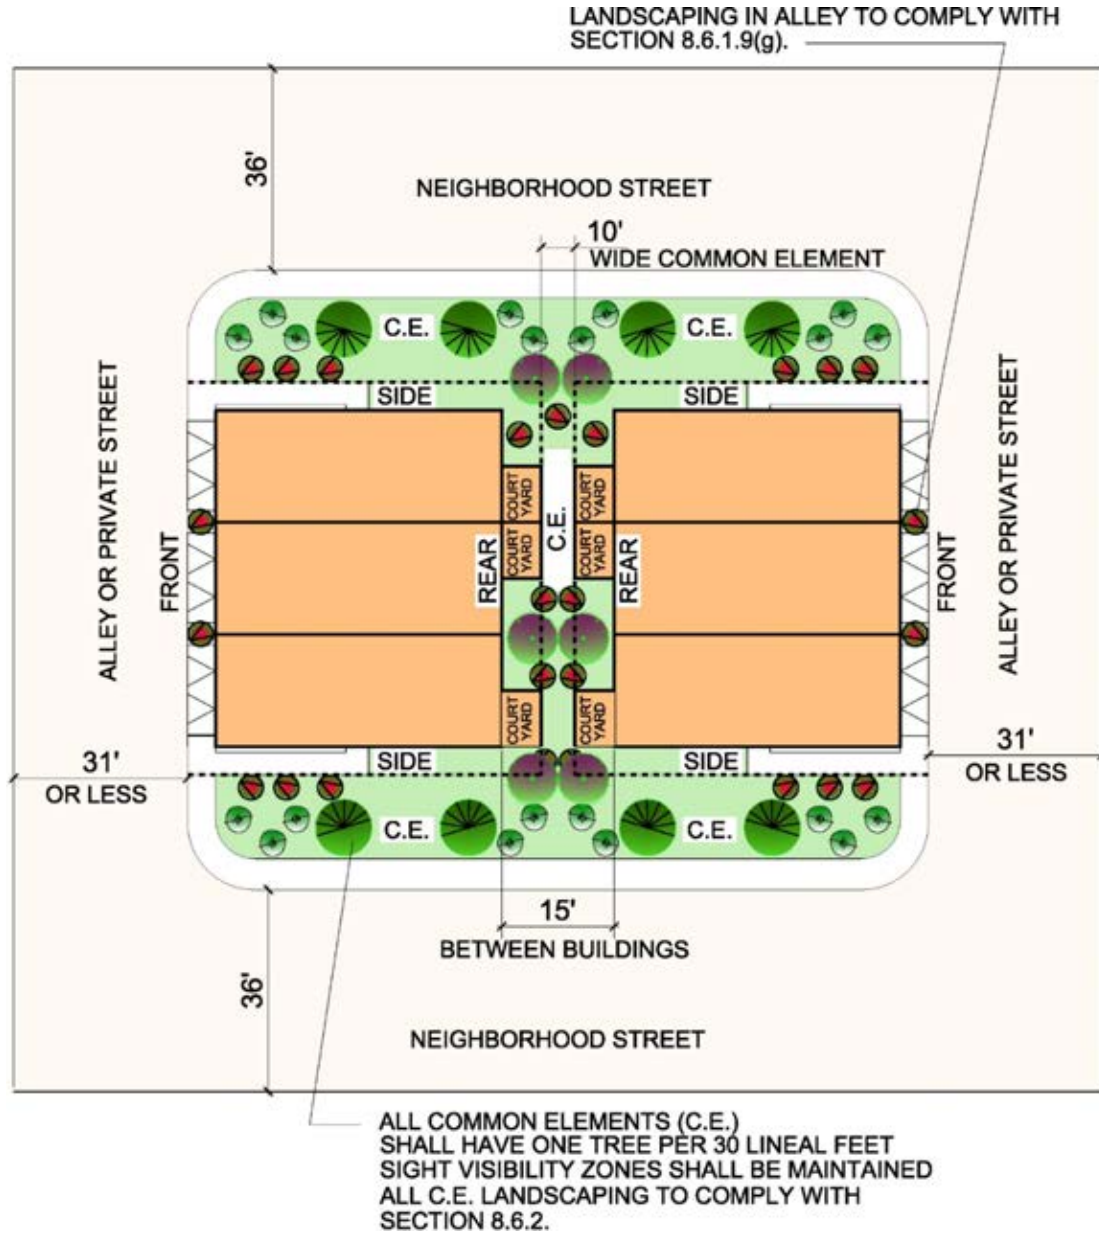 LANDSCAPING IN ALLEY TO COMPLY WITH
SECTION 8.6.1.9(g).
36'
NEIGHBORHOOD STREET
10'
WIDE COMMON ELEMENT
C.E.
C.E.
SIDE
SIDE
ALLEY OR PRIVATE STREET
FRONT
REAR
COURT
YARD
COURT
YARD
COURT
YARD
C.E.
COURT
YARD
COURT
YARD
COURT
YARD
REAR
FRONT
ALLEY OR PRIVATE STREET
31'
OR LESS
SIDE
SIDE
31'
OR LESS
C.E.
C.E.
15'
BETWEEN BUILDINGS
36'
NEIGHBORHOOD STREET
ALL COMMON ELEMENTS (C.E.)
SHALL HAVE ONE TREE PER 30 LINEAL FEET
SIGHT VISIBILITY ZONES SHALL BE MAINTAINED
ALL C.E. LANDSCAPING TO COMPLY WITH
SECTION 8.6.2.